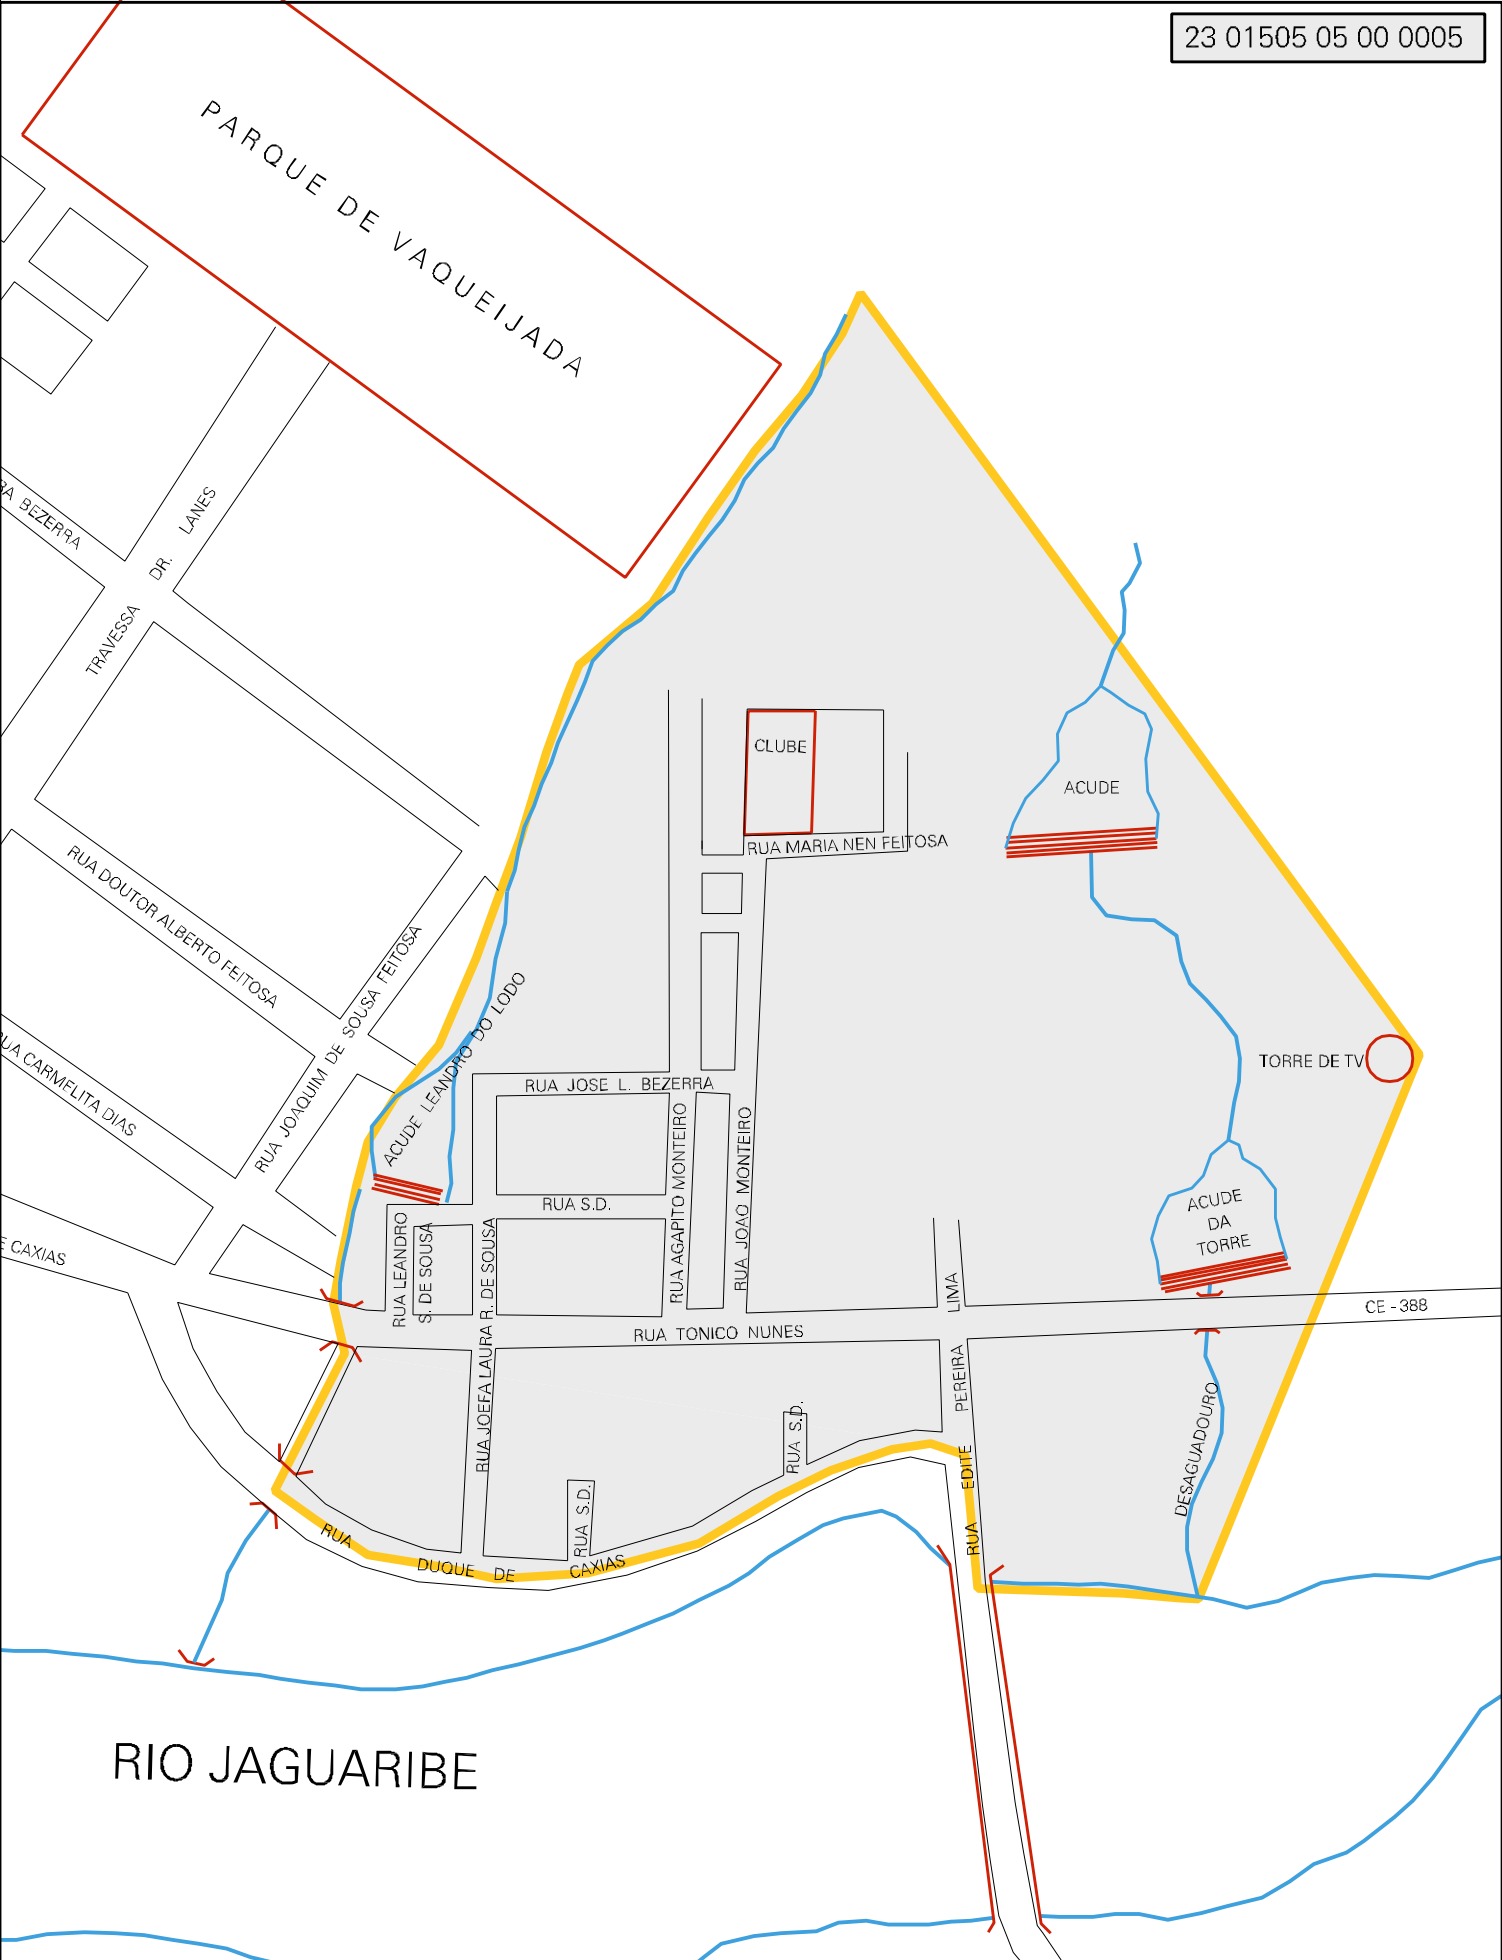 23 01505 05 00 0005
PARQUE DE VAQUEIJADA
BEZERRA
TRAVESSA DR. LANES
CLUBE
ACUDE
RUA MARIA NEN FEITOSA
RUA DOUTOR ALBERTO FEITOSA
RUA JOAQUIM DE SOUSA FEITOSA
ACUDE LEANDRO DO LODO
RUA CARMELITA DIAS
TORRE DE TV
RUA JOSE L. BEZERRA
RUA AGAPITO MONTEIRO
RUA JOAO MONTEIRO
RUA S.D.
ACUDE
DA
TORRE
E CAXIAS
RUA LEANDRO
S. DE SOUSA
RUA JOEFA LAURA R. DE SOUSA
RUA TONICO NUNES
CE - 388
RUA EDITE PEREIRA LIMA
RUA S.D.
RUA S.D.
DESAGUADOURO
RUA DUQUE DE CAXIAS
RIO JAGUARIBE